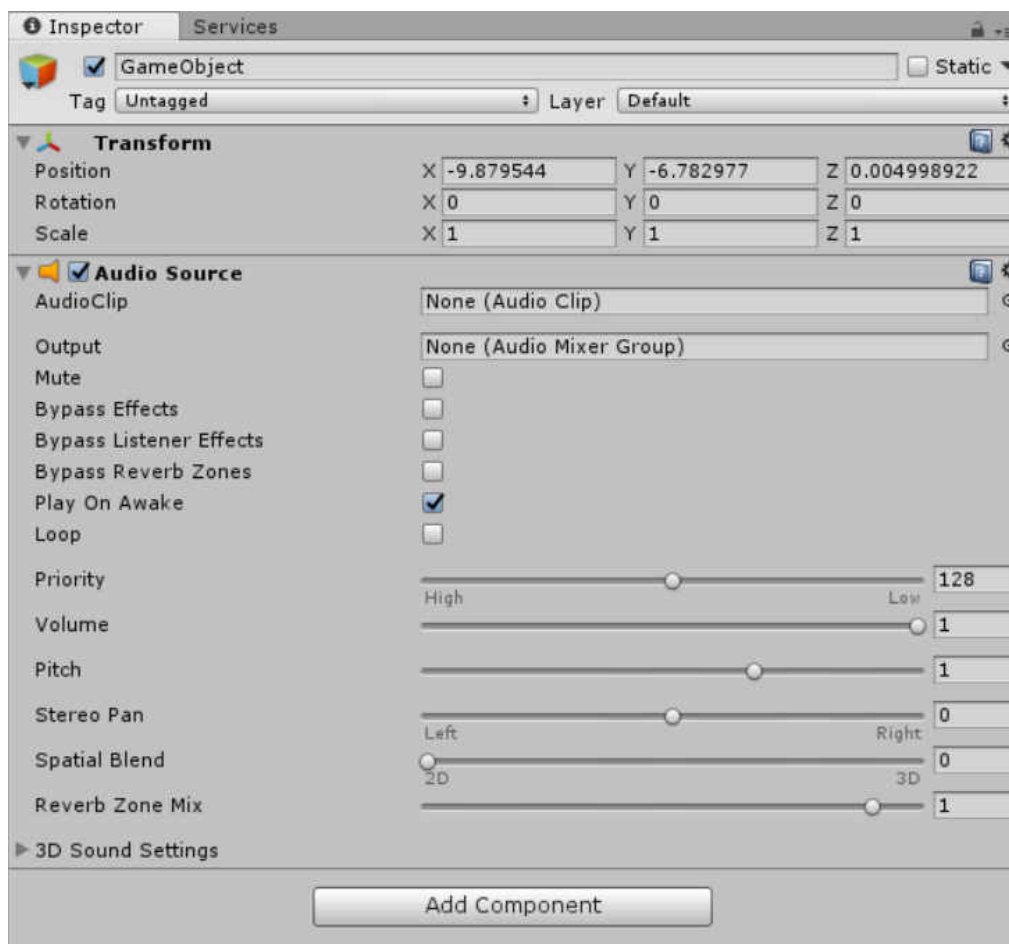 Inspector Services
GameObject Static
Tag Untagged Layer Default
Transform
Position X -9.879544 Y -6.782977 Z 0.004998922
Rotation X 0 Y 0 Z 0
Scale X 1 Y 1 Z 1
Audio Source
AudioClip None (Audio Clip)
Output None (Audio Mixer Group)
Mute
Bypass Effects
Bypass Listener Effects
Bypass Reverb Zones
Play On Awake
Loop
Priority 128
High Low
Volume 1
Pitch 1
Stereo Pan 0
Left Right
Spatial Blend 0
2D 3D
Reverb Zone Mix 1
3D Sound Settings
Add Component